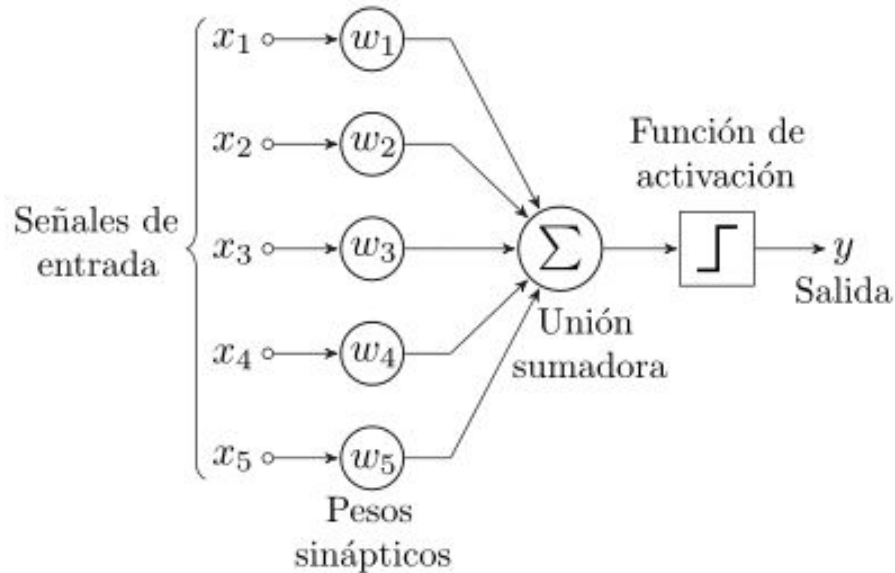 x₁ w₁
x₂ w₂
Función de
activación
Señales de
entrada
x₃ w₃ Σ y
Salida
Unión
sumadora
x₄ w₄
x₅ w₅
Pesos
sinápticos